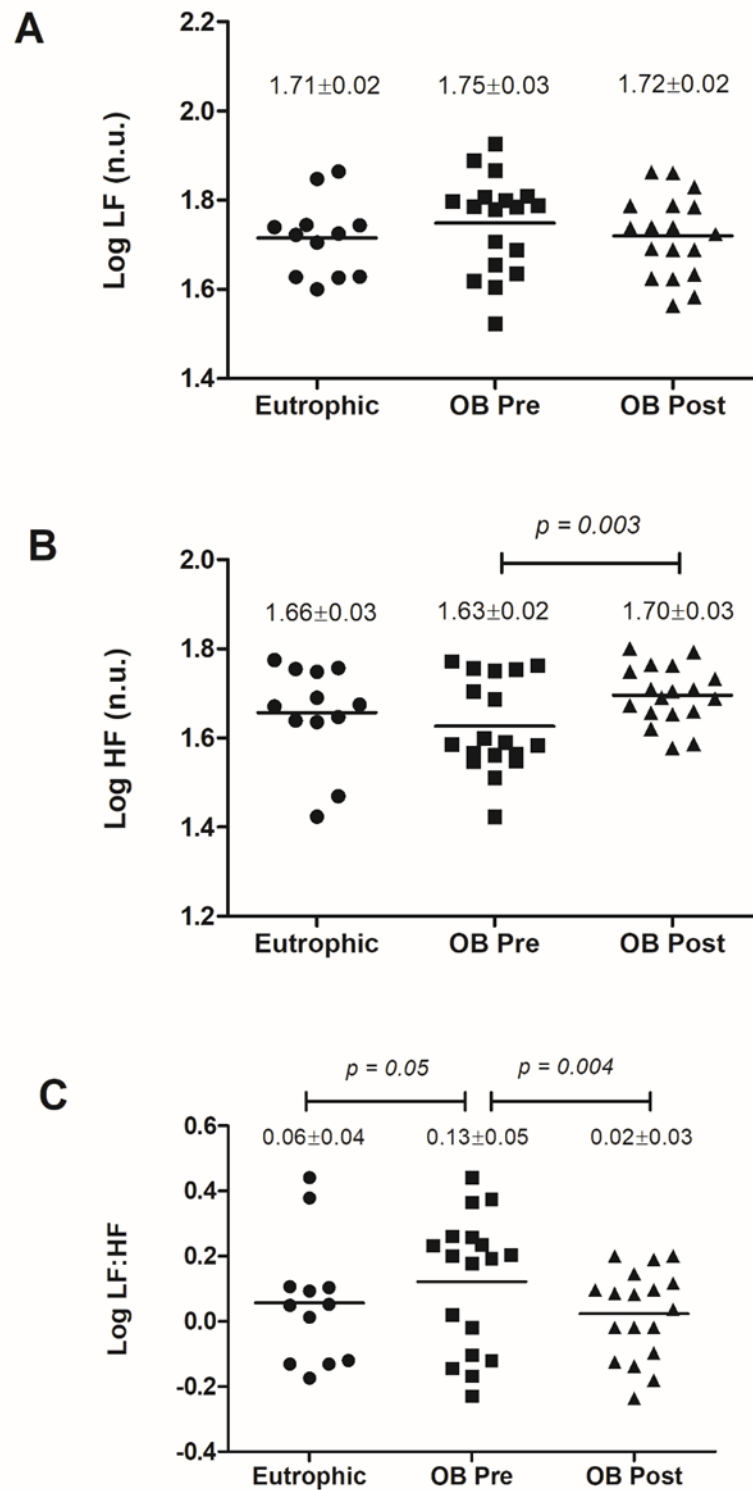 A
Log LF (n.u.)
2.2
2.0
1.8
1.6
1.4
1.71±0.02 1.75±0.03 1.72±0.02
Eutrophic OB Pre OB Post
B
Log HF (n.u.)
p = 0.003
2.0
1.8
1.6
1.4
1.2
1.66±0.03 1.63±0.02 1.70±0.03
Eutrophic OB Pre OB Post
C
Log LF:HF
p = 0.05 p = 0.004
0.6
0.4
0.2
0.0
-0.2
-0.4
0.06±0.04 0.13±0.05 0.02±0.03
Eutrophic OB Pre OB Post